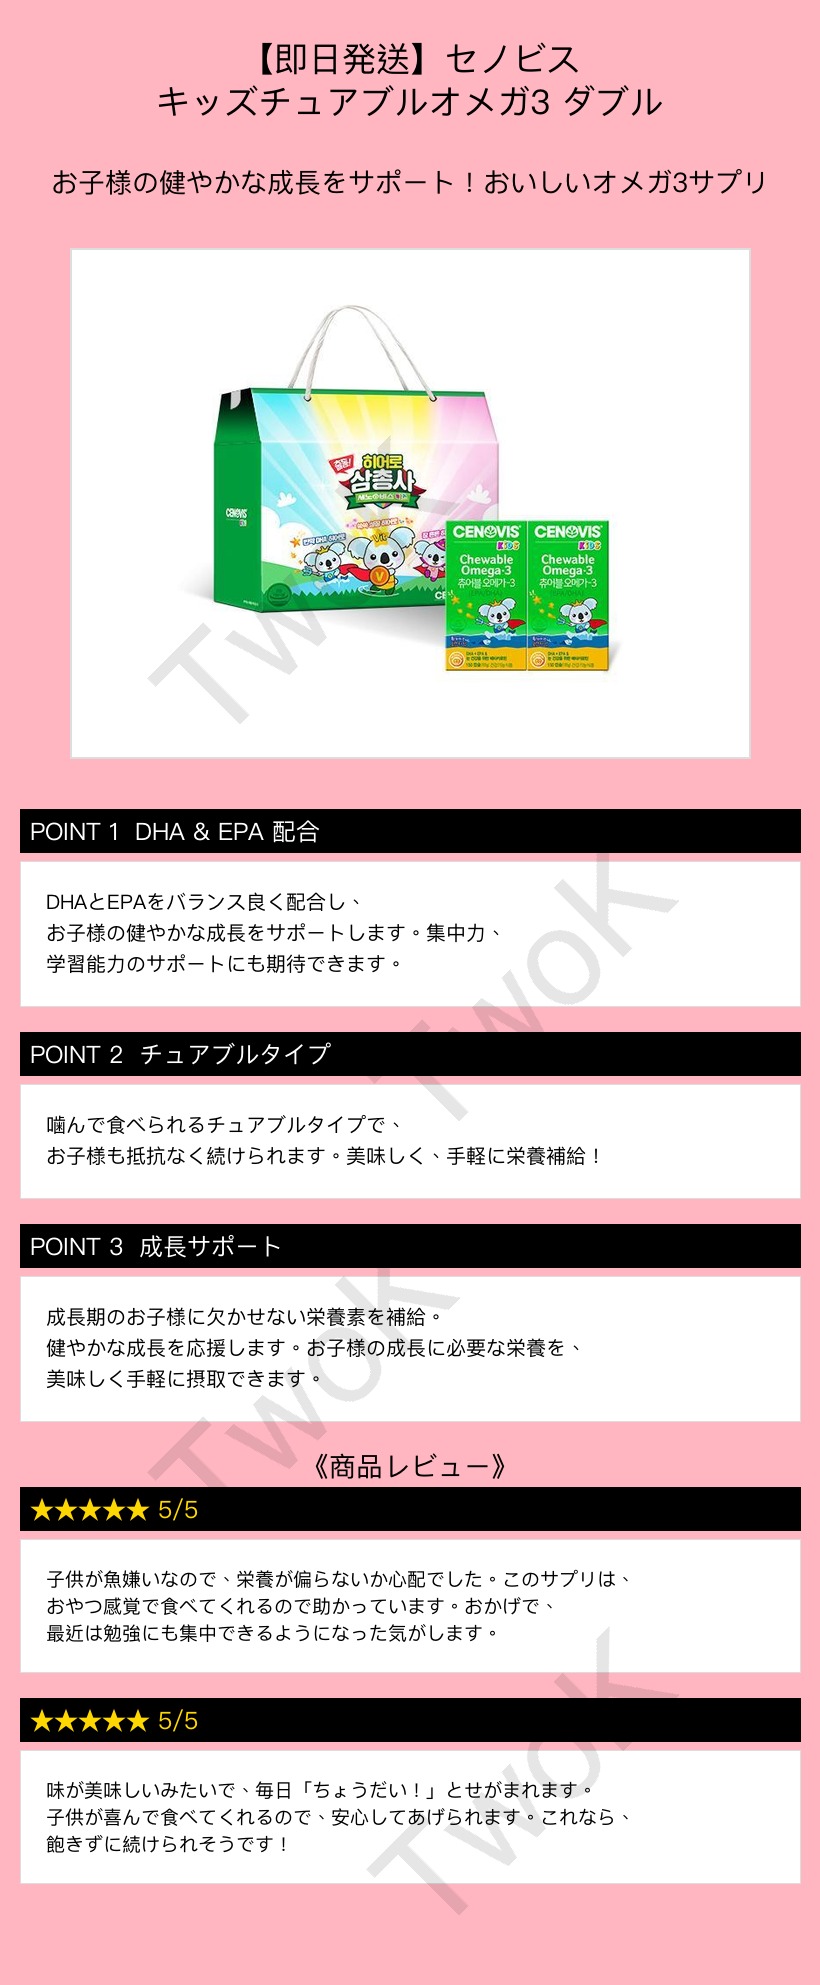 【即日発送】セノビス
キッズチュアブルオメガ3 ダブル
お子様の健やかな成長をサポート！おいしいオメガ3サプリ
출동!
히어로
삼총사
세노비스 키즈
CENOVIS
CENOVIS CENOVIS
KIDS KIDS
Chewable Chewable
Omega-3 Omega-3
츄어블 오메가-3 츄어블 오메가-3
(EPA/DHA) (EPA/DHA)
DHA + EPA & DHA + EPA &
TwoK
POINT 1 DHA & EPA 配合
DHAとEPAをバランス良く配合し、
お子様の健やかな成長をサポートします。集中力、
学習能力のサポートにも期待できます。
TwoK
POINT 2 チュアブルタイプ
噛んで食べられるチュアブルタイプで、
お子様も抵抗なく続けられます。美味しく、手軽に栄養補給！
POINT 3 成長サポート
成長期のお子様に欠かせない栄養素を補給。
健やかな成長を応援します。お子様の成長に必要な栄養を、
美味しく手軽に摂取できます。
TwoK
《商品レビュー》
★★★★★ 5/5
子供が魚嫌いなので、栄養が偏らないか心配でした。このサプリは、
おやつ感覚で食べてくれるので助かっています。おかげで、
最近は勉強にも集中できるようになった気がします。
★★★★★ 5/5
味が美味しいみたいで、毎日「ちょうだい！」とせがまれます。
子供が喜んで食べてくれるので、安心してあげられます。これなら、
飽きずに続けられそうです！
TwoK